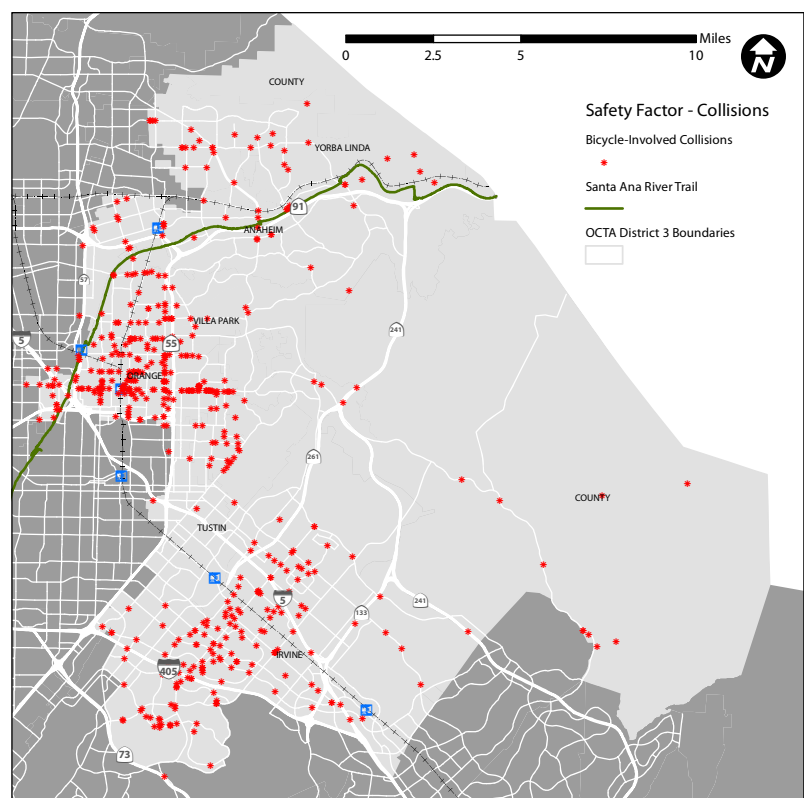 Miles
0
2.5
5
10
N
Safety Factor - Collisions
Bicycle-Involved Collisions
Santa Ana River Trail
OCTA District 3 Boundaries
COUNTY
YORBA LINDA
91
ANAHEIM
57
VILLA PARK
241
5
55
ORANGE
261
COUNTY
TUSTIN
5
241
133
IRVINE
405
73